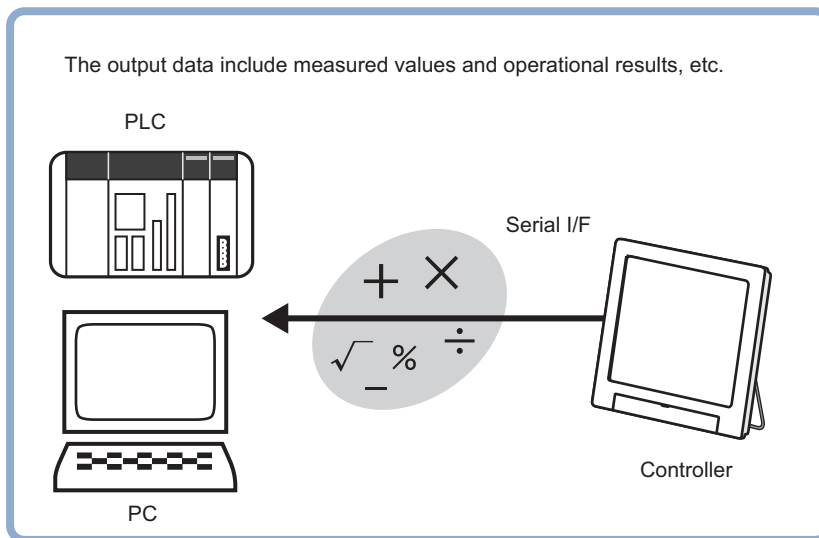 The output data include measured values and operational results, etc.
PLC
Serial I/F
+ ×
√ % ÷
−
Controller
PC